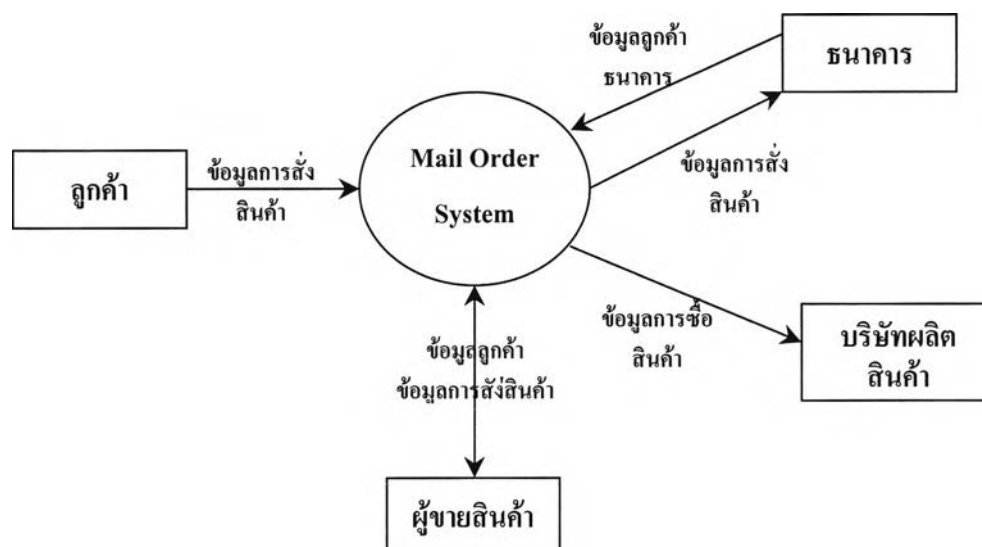 ข้อมูลลูกค้า
ธนาคาร
ธนาคาร
Mail Order
System
ข้อมูลการสั่ง
สินค้า
ลูกค้า
ข้อมูลการสั่ง
สินค้า
ข้อมูลการซื้อ
สินค้า
บริษัทผลิต
สินค้า
ข้อมูลลูกค้า
ข้อมูลการสัง่สินค้า
ผู้ขายสินค้า